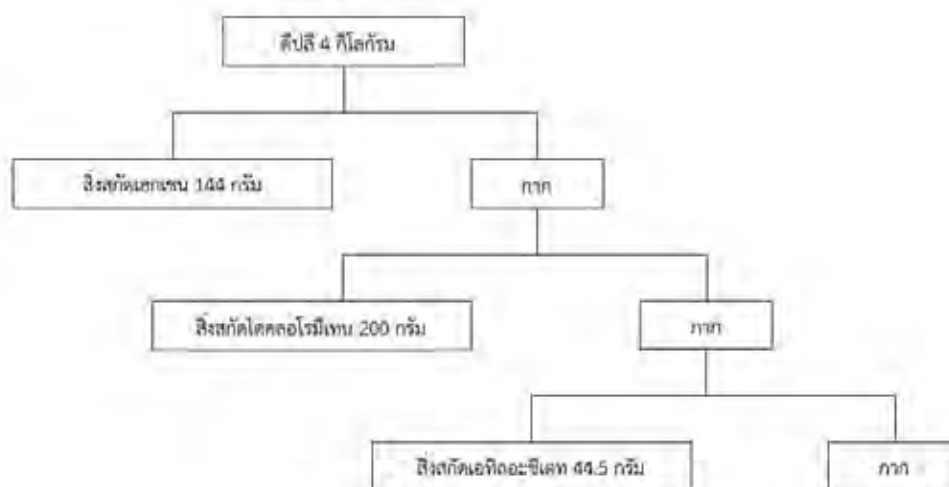 ดีปลี 4 กิโลกรัม
สิ่งสกัดเฮกเซน 144 กรัม
กาก
สิ่งสกัดไดคลอโรมีเทน 200 กรัม
กาก
สิ่งสกัดเอทิลอะซิเตท 44.5 กรัม
กาก